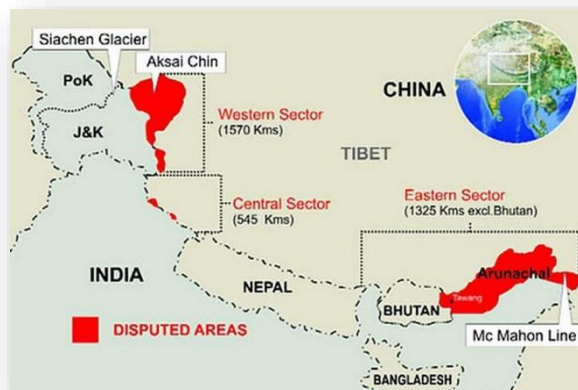 Siachen Glacier
Aksai Chin
PoK
CHINA
J&K
Western Sector
(1570 Kms)
TIBET
Central Sector
(545 Kms)
Eastern Sector
(1325 Kms excl.Bhutan)
INDIA
NEPAL
Arunachal
Tawang
BHUTAN
DISPUTED AREAS
Mc Mahon Line
BANGLADESH